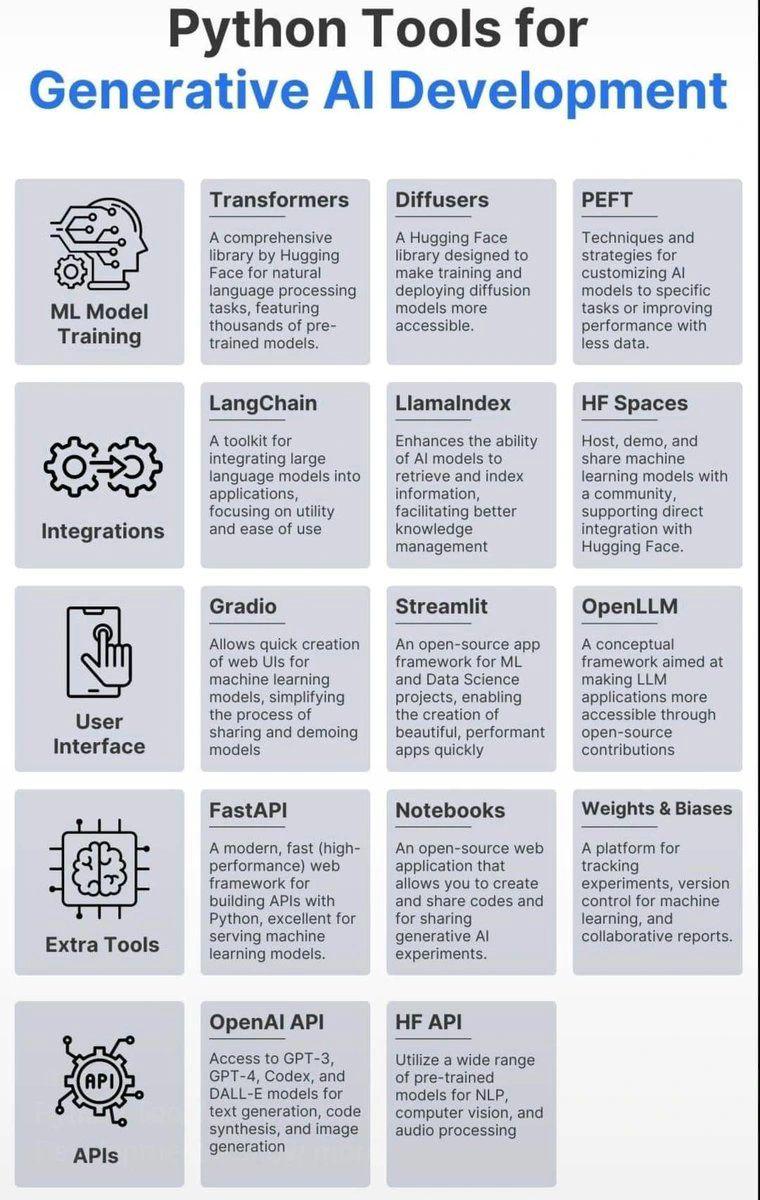 Python Tools for
Generative AI Development
ML Model
Training
Transformers
A comprehensive
library by Hugging
Face for natural
language processing
tasks, featuring
thousands of pre-
trained models.
Diffusers
A Hugging Face
library designed to
make training and
deploying diffusion
models more
accessible.
PEFT
Techniques and
strategies for
customizing AI
models to specific
tasks or improving
performance with
less data.
Integrations
LangChain
A toolkit for
integrating large
language models into
applications,
focusing on utility
and ease of use
LlamaIndex
Enhances the ability
of AI models to
retrieve and index
information,
facilitating better
knowledge
management
HF Spaces
Host, demo, and
share machine
learning models with
a community,
supporting direct
integration with
Hugging Face.
User
Interface
Gradio
Allows quick creation
of web UIs for
machine learning
models, simplifying
the process of
sharing and demoing
models
Streamlit
An open-source app
framework for ML
and Data Science
projects, enabling
the creation of
beautiful, performant
apps quickly
OpenLLM
A conceptual
framework aimed at
making LLM
applications more
accessible through
open-source
contributions
Extra Tools
FastAPI
A modern, fast (high-
performance) web
framework for
building APIs with
Python, excellent for
serving machine
learning models.
Notebooks
An open-source web
application that
allows you to create
and share codes and
for sharing
generative AI
experiments.
Weights & Biases
A platform for
tracking
experiments, version
control for machine
learning, and
collaborative reports.
API
APIs
OpenAI API
Access to GPT-3,
GPT-4, Codex, and
DALL-E models for
text generation, code
synthesis, and image
generation
HF API
Utilize a wide range
of pre-trained
models for NLP,
computer vision, and
audio processing